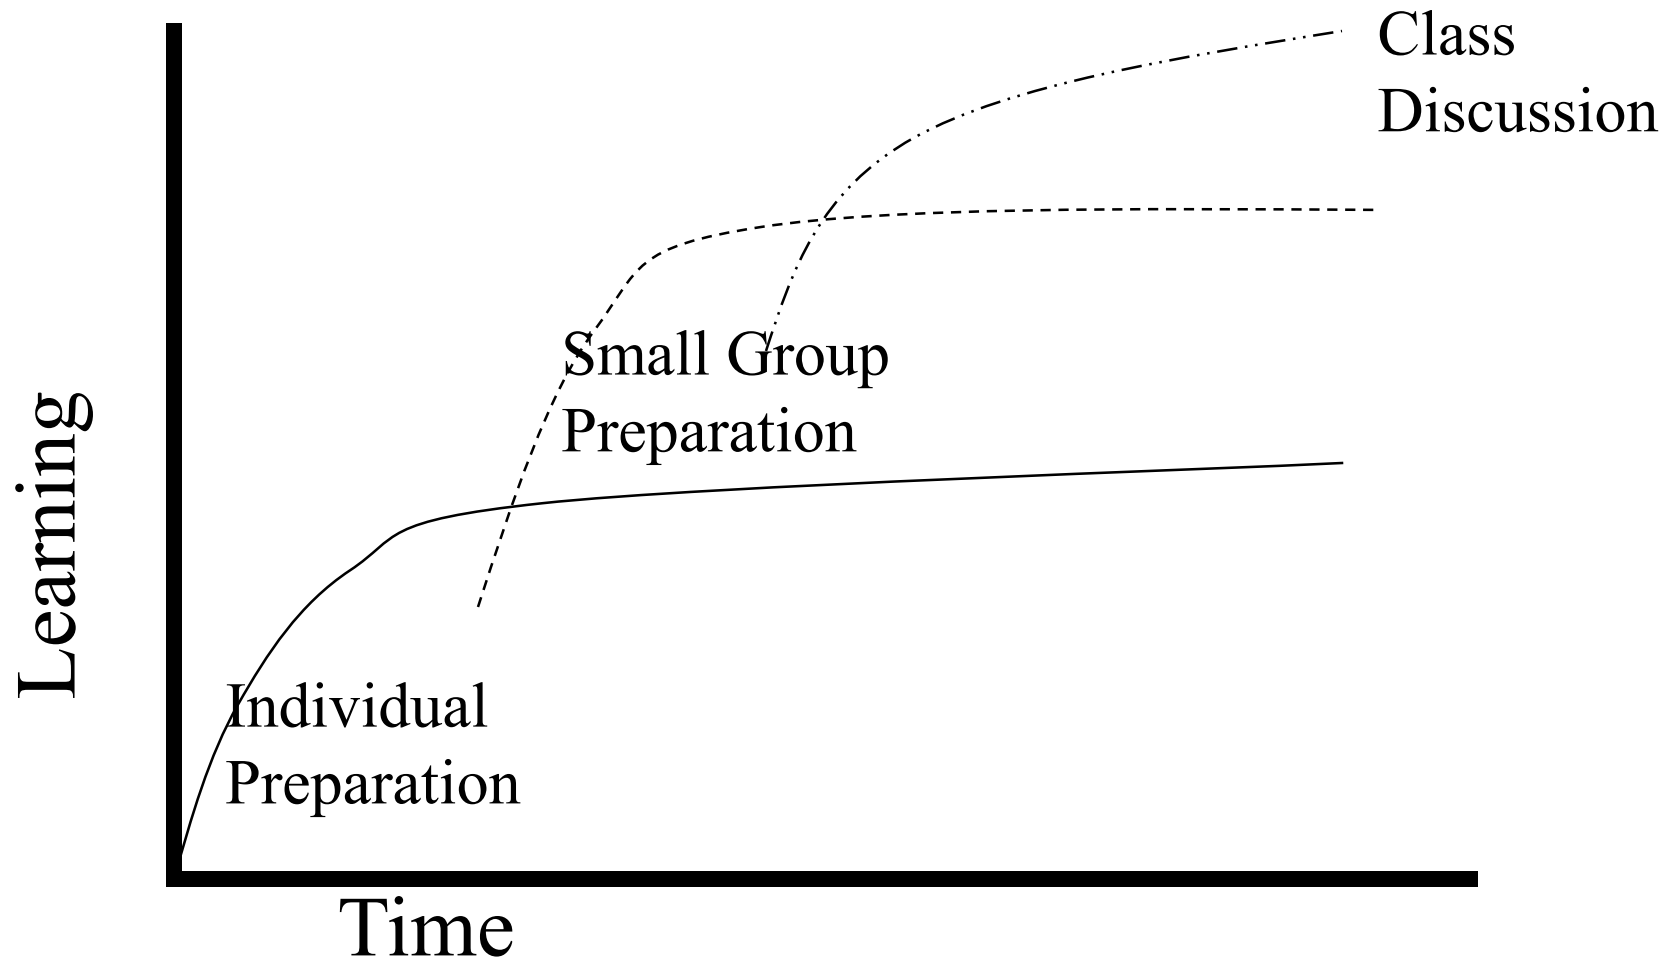 Class
Discussion
Small Group
Preparation
Learning
Individual
Preparation
Time